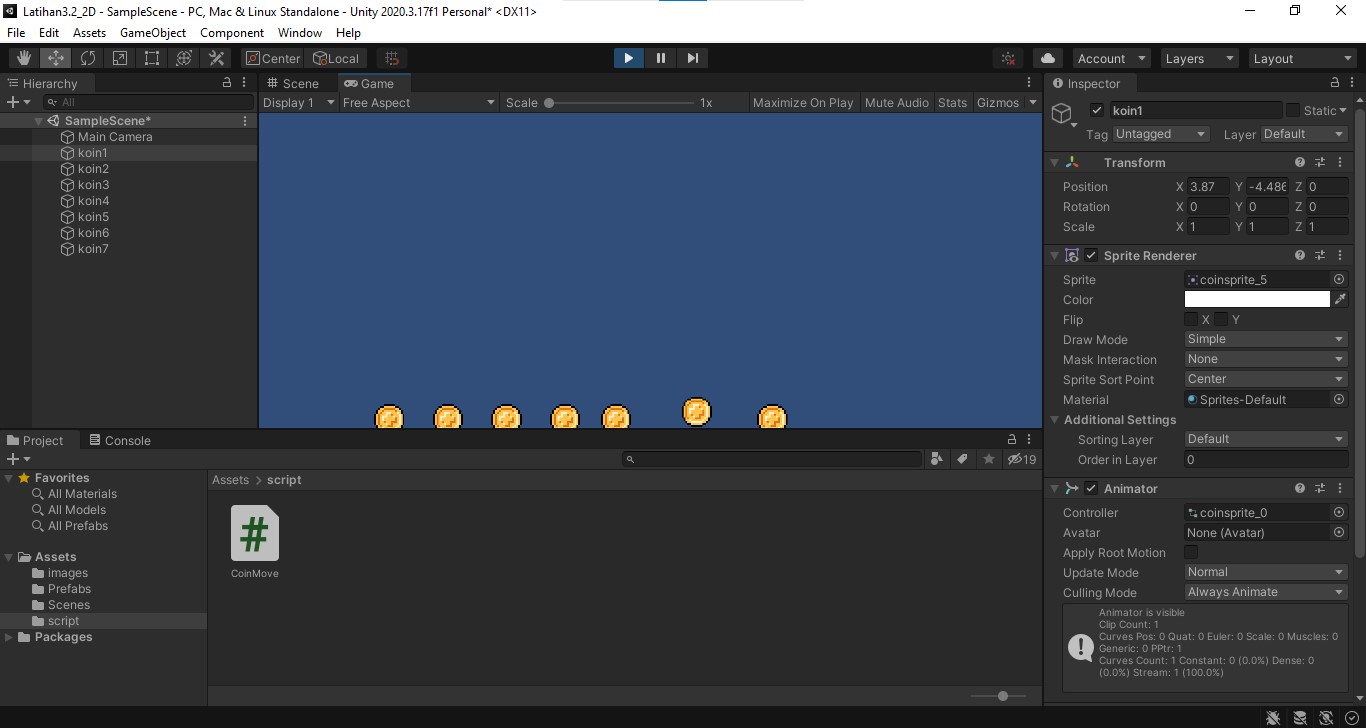 Latihan3.2_2D - SampleScene - PC, Mac & Linux Standalone - Unity 2020.3.17f1 Personal* <DX11>
File Edit Assets GameObject Component Window Help
Center Local Account Layers Layout
Hierarchy
All
SampleScene*
Main Camera
koin1
koin2
koin3
koin4
koin5
koin6
koin7
Scene Game
Display 1 Free Aspect Scale 1x Maximize On Play Mute Audio Stats Gizmos
Inspector
koin1 Static
Tag Untagged Layer Default
Transform
Position X 3.87 Y -4.486 Z 0
Rotation X 0 Y 0 Z 0
Scale X 1 Y 1 Z 1
Sprite Renderer
Sprite coinsprite_5
Color
Flip X Y
Draw Mode Simple
Mask Interaction None
Sprite Sort Point Center
Material Sprites-Default
Additional Settings
Sorting Layer Default
Order in Layer 0
Animator
Controller coinsprite_0
Avatar None (Avatar)
Apply Root Motion
Update Mode Normal
Culling Mode Always Animate
Animator is visible
Clip Count: 1
Curves Pos: 0 Quat: 0 Euler: 0 Scale: 0 Muscles: 0
Generic: 0 PPtr: 1
Curves Count: 1 Constant: 0 (0.0%) Dense: 0
(0.0%) Stream: 1 (100.0%)
Project Console
19
Favorites
All Materials
All Models
All Prefabs
Assets
images
Prefabs
Scenes
script
Packages
Assets > script
#
CoinMove